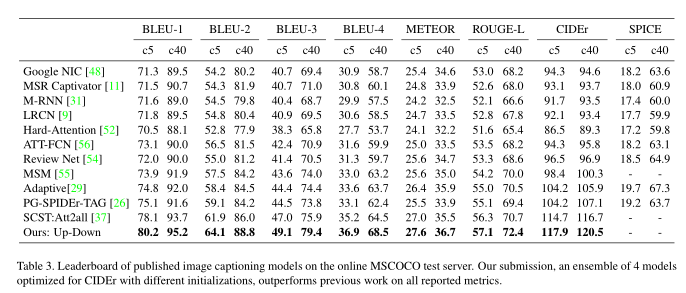 BLEU-1 BLEU-2 BLEU-3 BLEU-4 METEOR ROUGE-L CIDEr SPICE
c5 c40 c5 c40 c5 c40 c5 c40 c5 c40 c5 c40 c5 c40 c5 c40
Google NIC [48] 71.3 89.5 54.2 80.2 40.7 69.4 30.9 58.7 25.4 34.6 53.0 68.2 94.3 94.6 18.2 63.6
MSR Captivator [11] 71.5 90.7 54.3 81.9 40.7 71.0 30.8 60.1 24.8 33.9 52.6 68.0 93.1 93.7 18.0 60.9
M-RNN [31] 71.6 89.0 54.5 79.8 40.4 68.7 29.9 57.5 24.2 32.5 52.1 66.6 91.7 93.5 17.4 60.0
LRCN [9] 71.8 89.5 54.8 80.4 40.9 69.5 30.6 58.5 24.7 33.5 52.8 67.8 92.1 93.4 17.7 59.9
Hard-Attention [52] 70.5 88.1 52.8 77.9 38.3 65.8 27.7 53.7 24.1 32.2 51.6 65.4 86.5 89.3 17.2 59.8
ATT-FCN [56] 73.1 90.0 56.5 81.5 42.4 70.9 31.6 59.9 25.0 33.5 53.5 68.2 94.3 95.8 18.2 63.1
Review Net [54] 72.0 90.0 55.0 81.2 41.4 70.5 31.3 59.7 25.6 34.7 53.3 68.6 96.5 96.9 18.5 64.9
MSM [55] 73.9 91.9 57.5 84.2 43.6 74.0 33.0 63.2 25.6 35.0 54.2 70.0 98.4 100.3 - -
Adaptive[29] 74.8 92.0 58.4 84.5 44.4 74.4 33.6 63.7 26.4 35.9 55.0 70.5 104.2 105.9 19.7 67.3
PG-SPIDEr-TAG [26] 75.1 91.6 59.1 84.2 44.5 73.8 33.1 62.4 25.5 33.9 55.1 69.4 104.2 107.1 19.2 63.7
SCST:Att2all [37] 78.1 93.7 61.9 86.0 47.0 75.9 35.2 64.5 27.0 35.5 56.3 70.7 114.7 116.7 - -
Ours: Up-Down 80.2 95.2 64.1 88.8 49.1 79.4 36.9 68.5 27.6 36.7 57.1 72.4 117.9 120.5 - -
Table 3. Leaderboard of published image captioning models on the online MSCOCO test server. Our submission, an ensemble of 4 models
optimized for CIDEr with different initializations, outperforms previous work on all reported metrics.